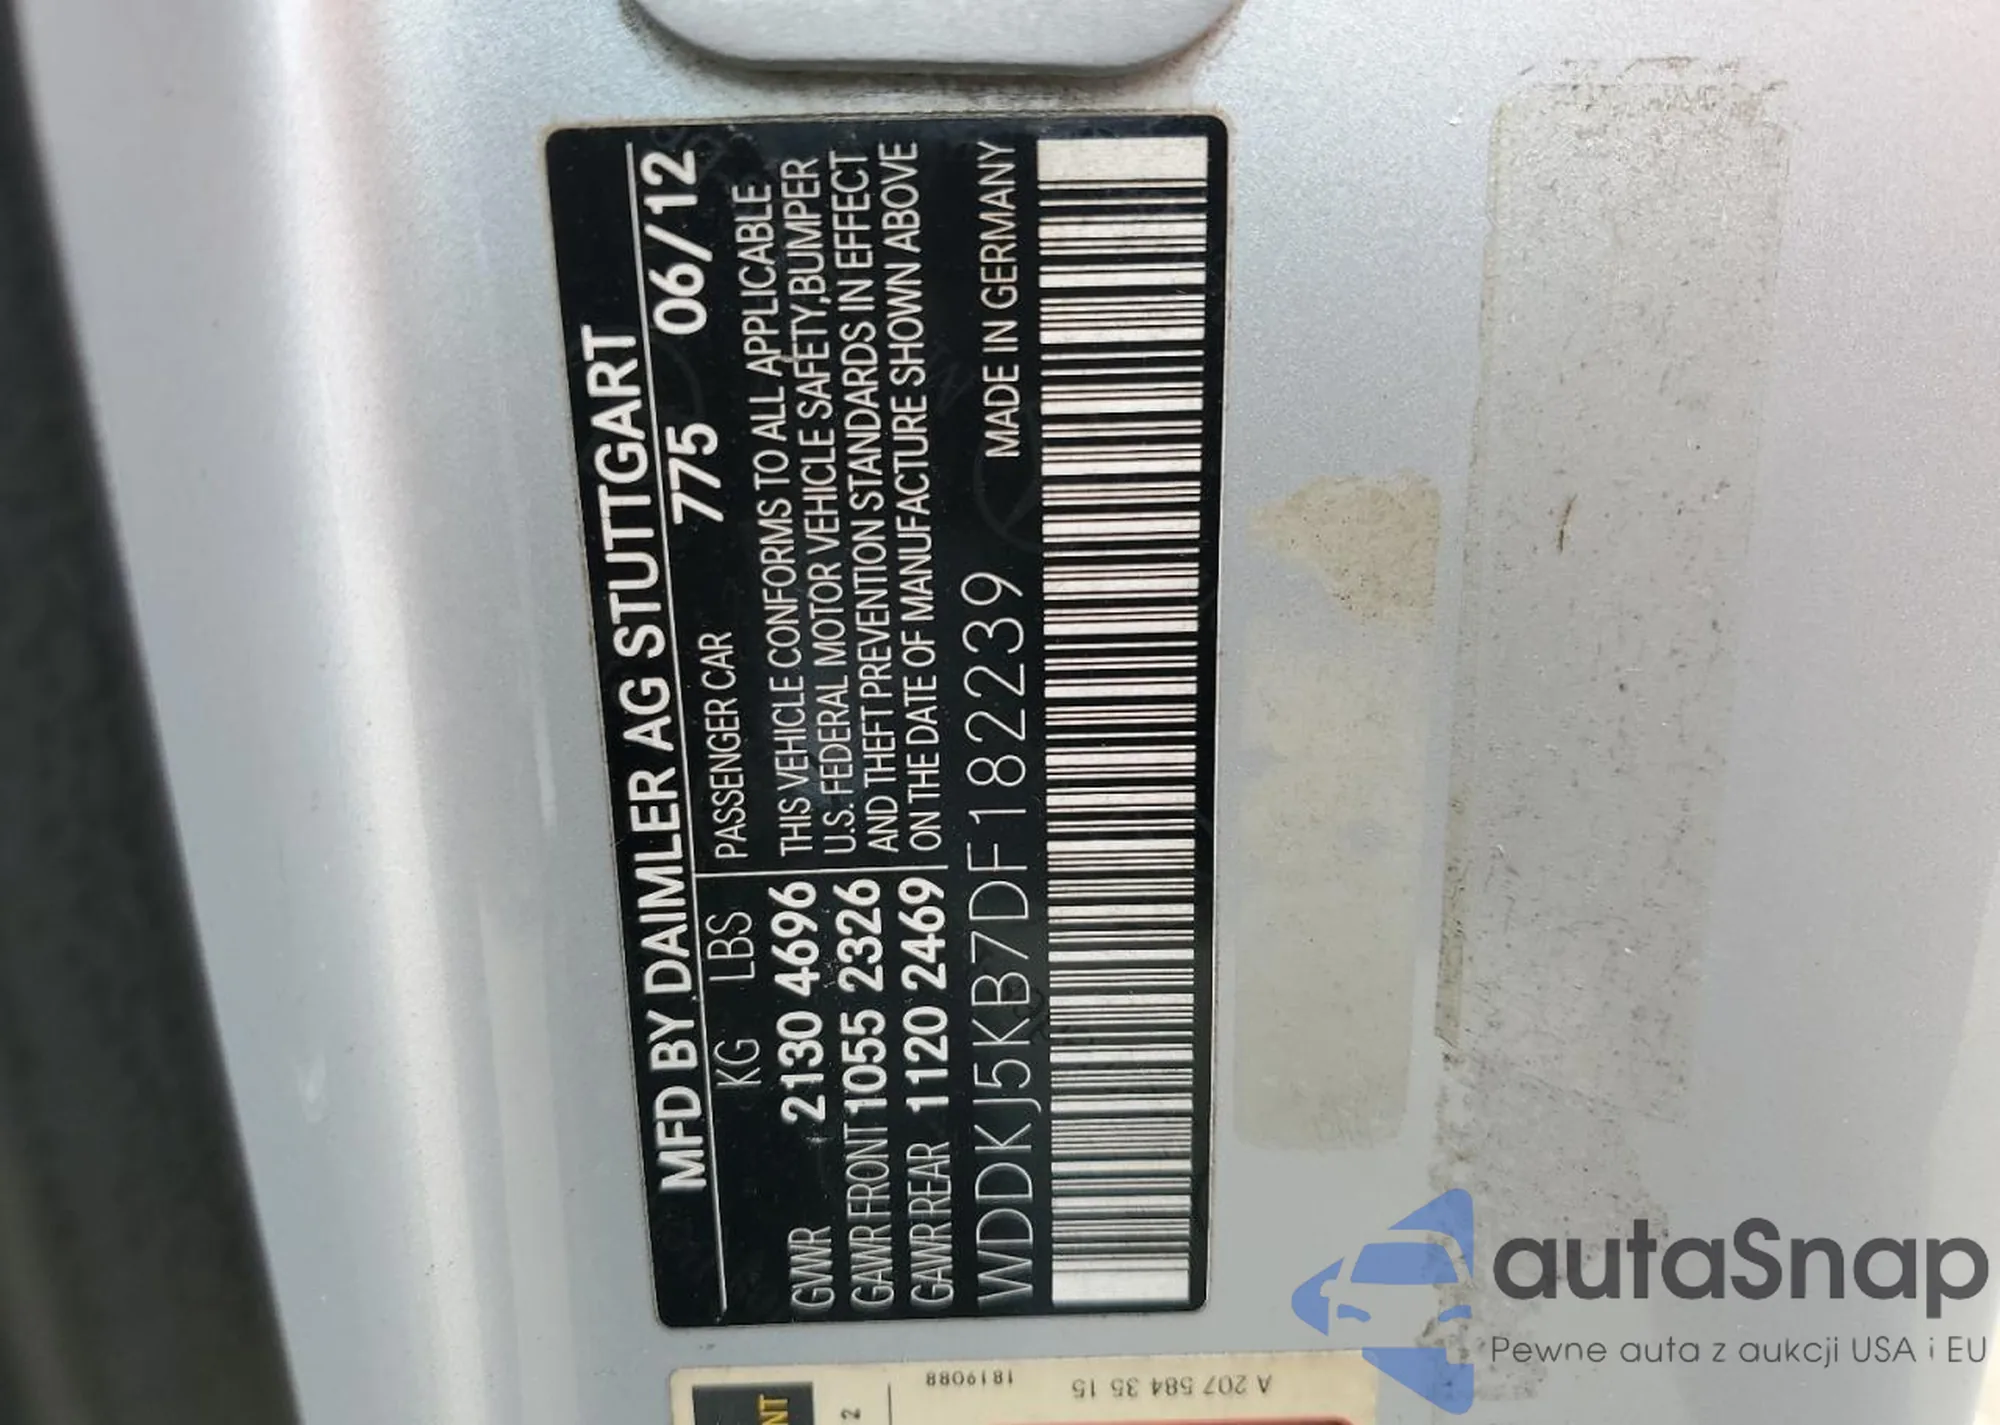 MFD BY DAIMLER AG STUTTGART
KG LBS PASSENGER CAR 775 06/12
GVWR 2130 4696 THIS VEHICLE CONFORMS TO ALL APPLICABLE
GAWR FRONT 1055 2326 U.S. FEDERAL MOTOR VEHICLE SAFETY,BUMPER
GAWR REAR 1120 2469 AND THEFT PREVENTION STANDARDS IN EFFECT
ON THE DATE OF MANUFACTURE SHOWN ABOVE
WDDKJ5KB7DF182239 MADE IN GERMANY
A 207 584 35 15
1819088
2
autaSnap
Pewne auta z aukcji USA i EU